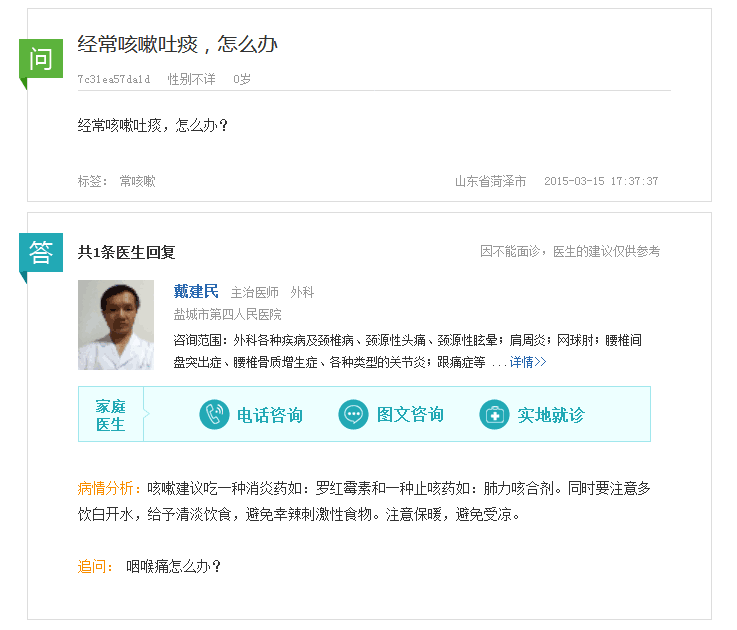 问
经常咳嗽吐痰，怎么办
7c31ea57da1d 性别不详 0岁
经常咳嗽吐痰，怎么办？
标签： 常咳嗽 山东省菏泽市 2015-03-15 17:37:37
答
共1条医生回复 因不能面诊，医生的建议仅供参考
戴建民 主治医师 外科
盐城市第四人民医院
咨询范围：外科各种疾病及颈椎病、颈源性头痛、颈源性眩晕；肩周炎；网球肘；腰椎间
盘突出症、腰椎骨质增生症、各种类型的关节炎；跟痛症等 ...详情>>
家庭
医生
电话咨询 图文咨询 实地就诊
病情分析：咳嗽建议吃一种消炎药如：罗红霉素和一种止咳药如：肺力咳合剂。同时要注意多
饮白开水，给予清淡饮食，避免幸辣刺激性食物。注意保暖，避免受凉。
追问： 咽喉痛怎么办？